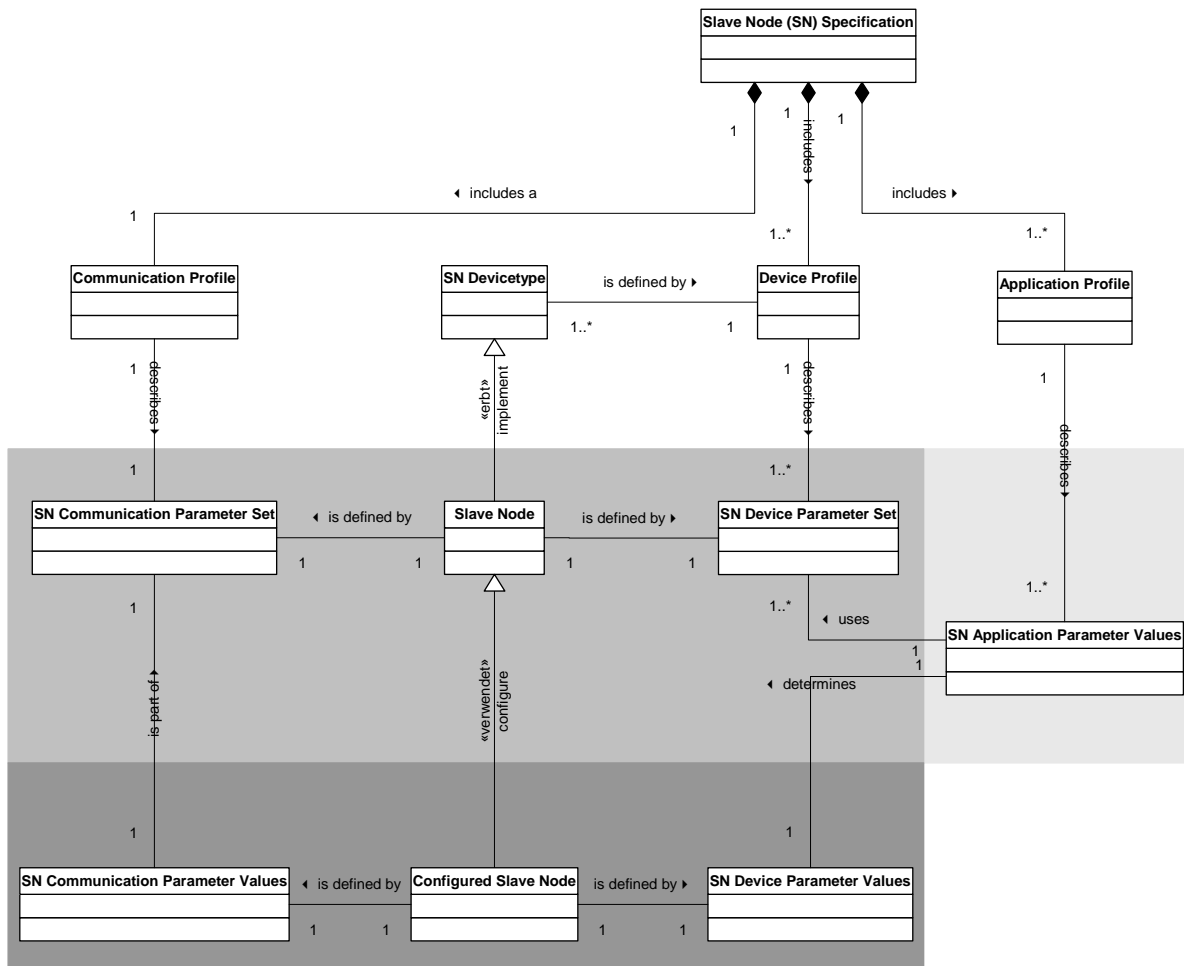 Slave Node (SN) Specification
1
1
1
includes
◂ includes a
includes ▸
1
1..*
1..*
Communication Profile
SN Devicetype
is defined by ▸
Device Profile
Application Profile
1..*
1
1
describes
«erbt»
implement
1
describes
1
describes
1
1..*
SN Communication Parameter Set
◂ is defined by
Slave Node
is defined by ▸
SN Device Parameter Set
1
1
1
1
1
1..*
1..*
◂ uses
SN Application Parameter Values
1
1
is part of
«verwendet»
configure
◂ determines
1
1
SN Communication Parameter Values
◂ is defined by
Configured Slave Node
is defined by ▸
SN Device Parameter Values
1
1
1
1